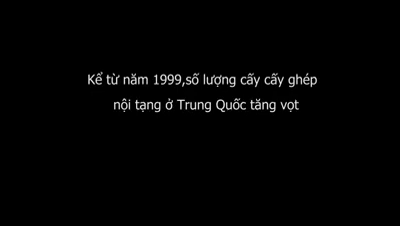 Kể từ năm 1999,số lượng cấy cấy ghép
nội tạng ở Trung Quốc tăng vọt